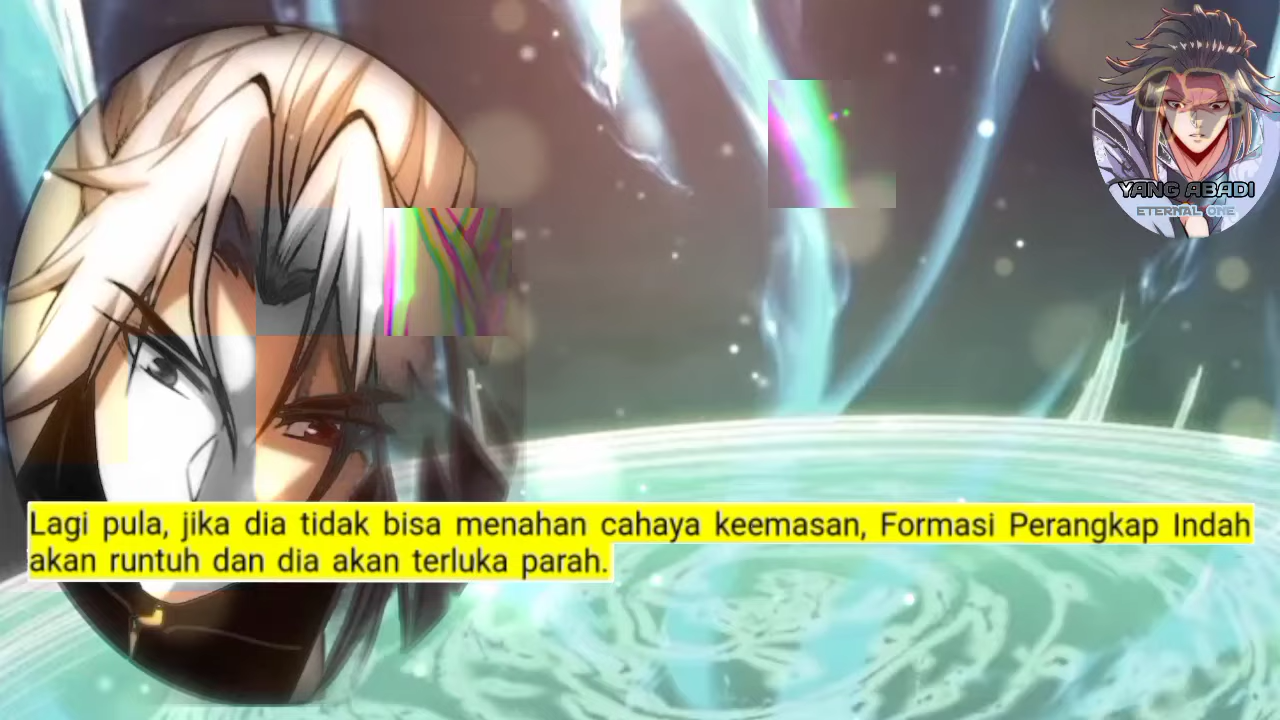 YANG ABADI
ETERNAL ONE
Lagi pula, jika dia tidak bisa menahan cahaya keemasan, Formasi Perangkap Indah
akan runtuh dan dia akan terluka parah.